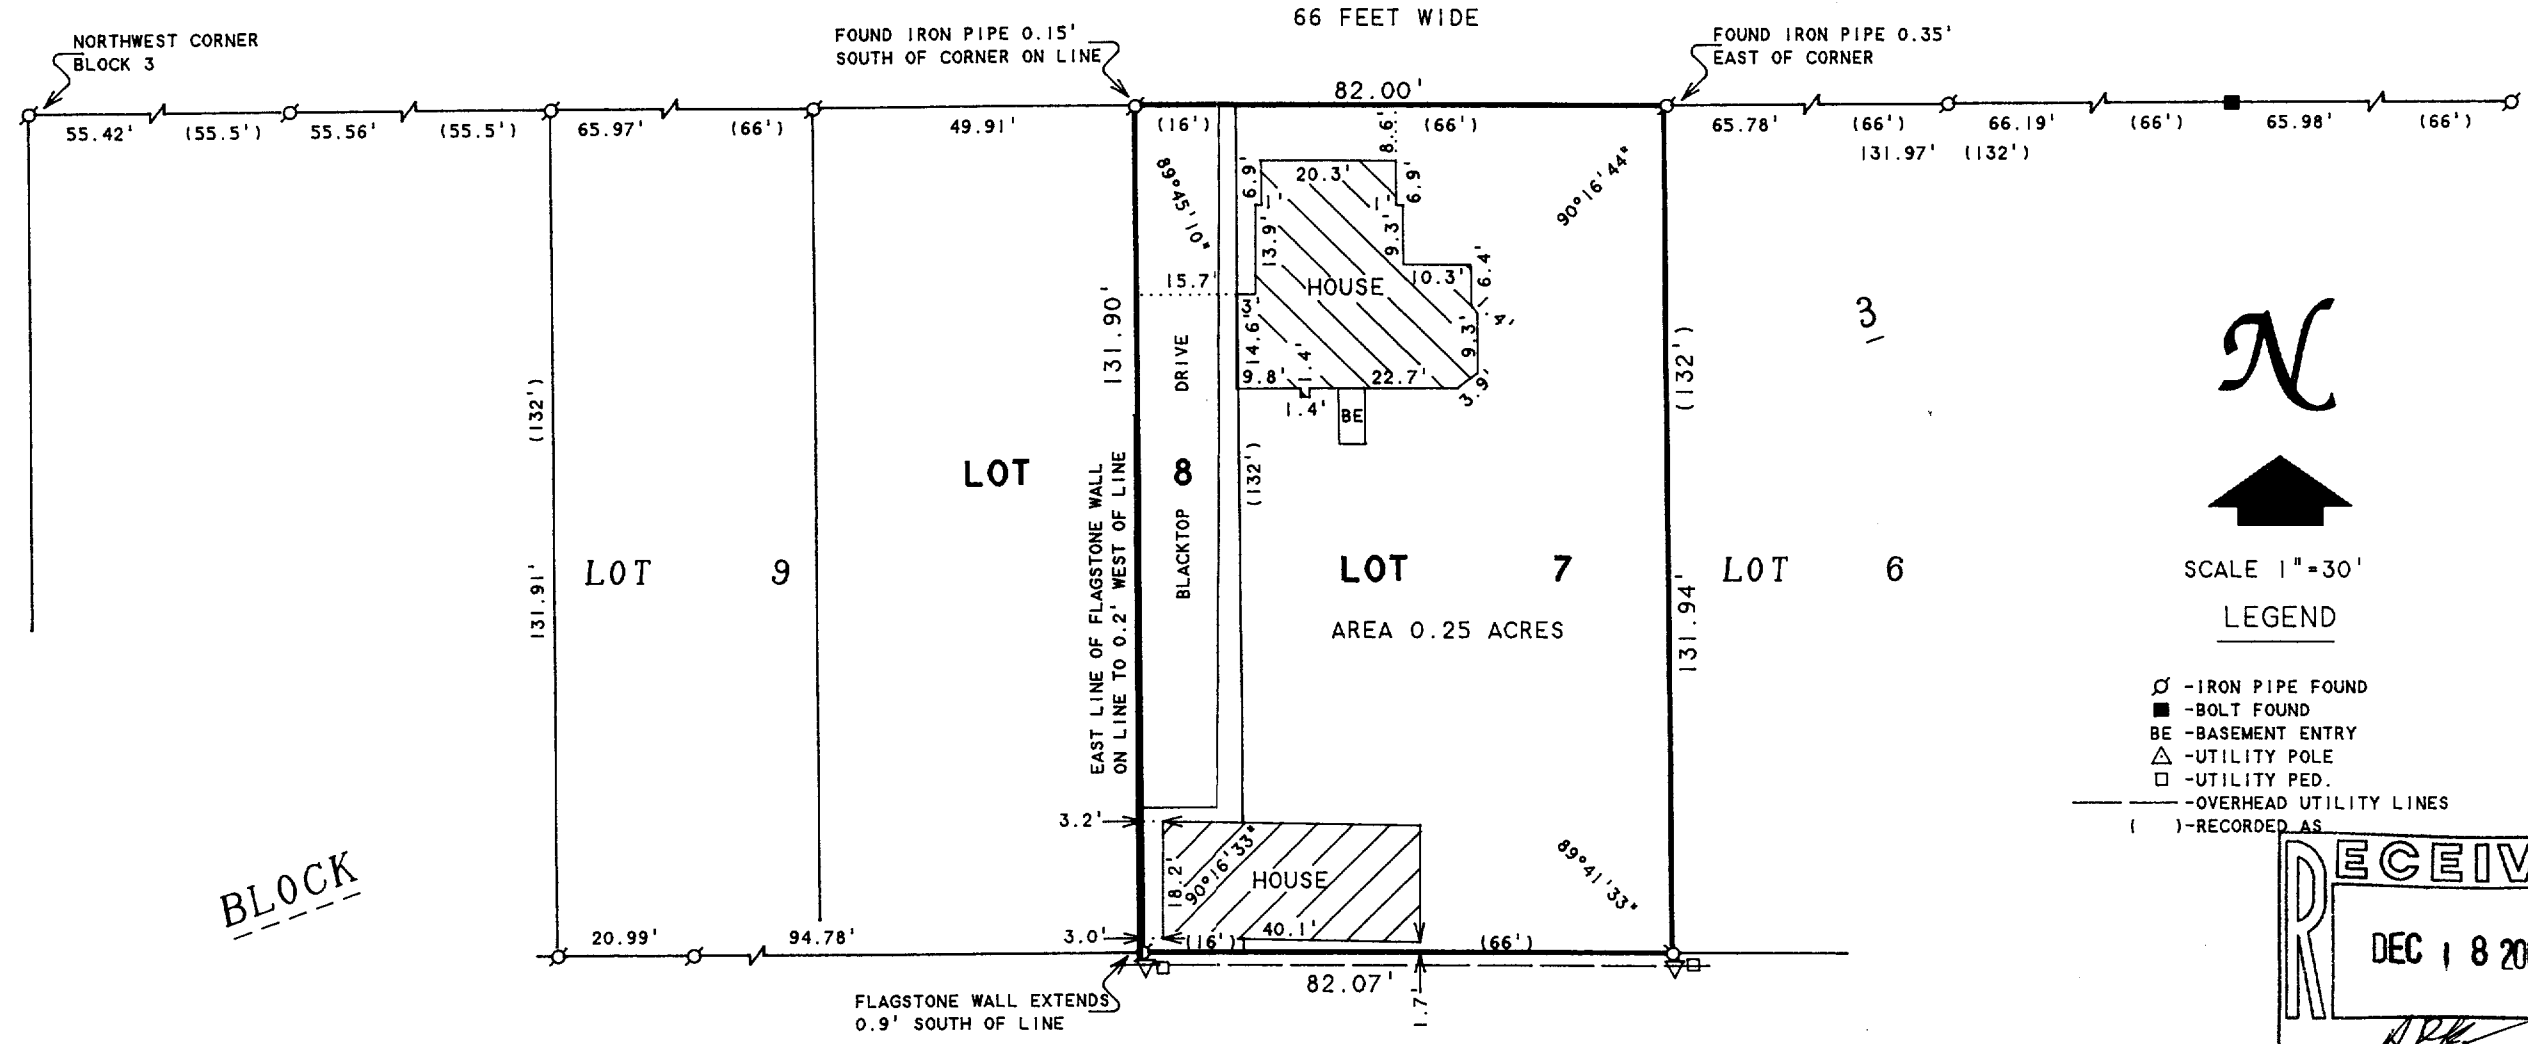 66 FEET WIDE
NORTHWEST CORNER
BLOCK 3
FOUND IRON PIPE 0.15'
SOUTH OF CORNER ON LINE
FOUND IRON PIPE 0.35'
EAST OF CORNER
82.00'
55.42' (55.5') 55.56' (55.5') 65.97' (66') 49.91' (16') (66') 65.78' (66') 66.19' (66') 65.98' (66')
131.97' (132')
8.6'
89°45'01"
90°16'44"
6.9'
20.3'
6.9'
1'
1'
13.9'
9.3'
15.7'
HOUSE
10.3'
6.4'
1.4'
3'
14.6'
9.3'
9.8'
1.4'
22.7'
3.9'
1.4'
BE
131.90'
BLACKTOP DRIVE
(132')
(132')
(132')
131.91'
131.94'
3
N
LOT 8
LOT 9
LOT 7
AREA 0.25 ACRES
LOT 6
EAST LINE OF FLAGSTONE WALL
ON LINE TO 0.2' WEST OF LINE
SCALE 1"=30'
LEGEND
-IRON PIPE FOUND
-BOLT FOUND
BE -BASEMENT ENTRY
-UTILITY POLE
-UTILITY PED.
-OVERHEAD UTILITY LINES
( )-RECORDED AS
3.2'
18.2'
90°16'33"
HOUSE
89°41'33"
BLOCK
20.99' 94.78' 3.0' (16') 40.1' (66')
82.07'
1.7'
FLAGSTONE WALL EXTENDS
0.9' SOUTH OF LINE
RECEIV
DEC 18 20